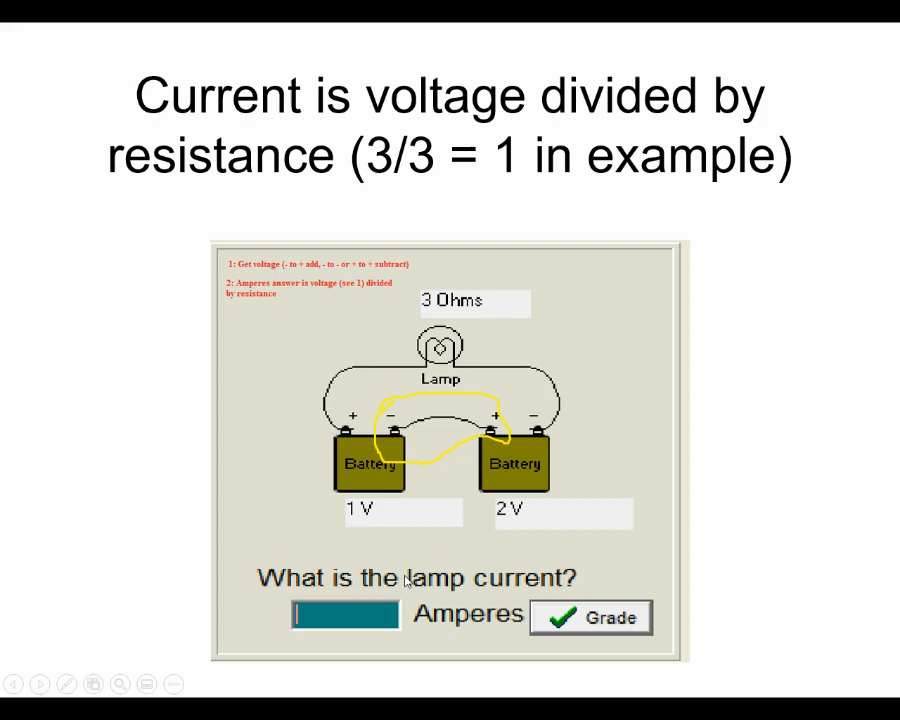 Current is voltage divided by
resistance (3/3 = 1 in example)
1: Get voltage (- to + add, - to - or + to + subtract)
2: Amperes answer is voltage (see 1) divided
by resistance
3 Ohms
Lamp
+ − + −
Battery Battery
1 V 2 V
What is the lamp current?
Amperes Grade